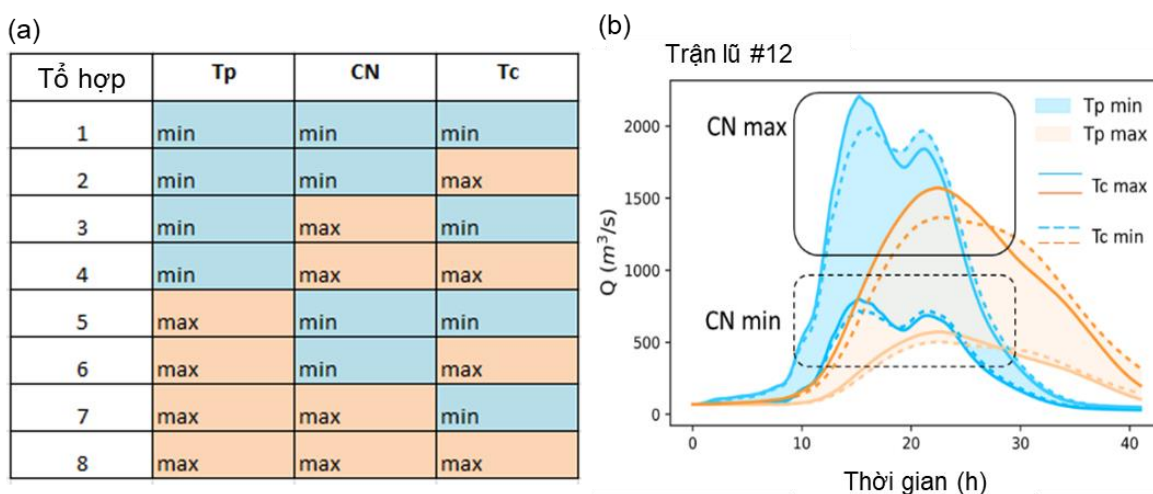 (a)
Tổ hợp Tp CN Tc
1 min min min
2 min min max
3 min max min
4 min max max
5 max min min
6 max min max
7 max max min
8 max max max
(b)
Trận lũ #12
CN max
CN min
Tp min
Tp max
Tc max
Tc min
Q (m³/s)
2000
1500
1000
500
0
0 10 20 30 40
Thời gian (h)